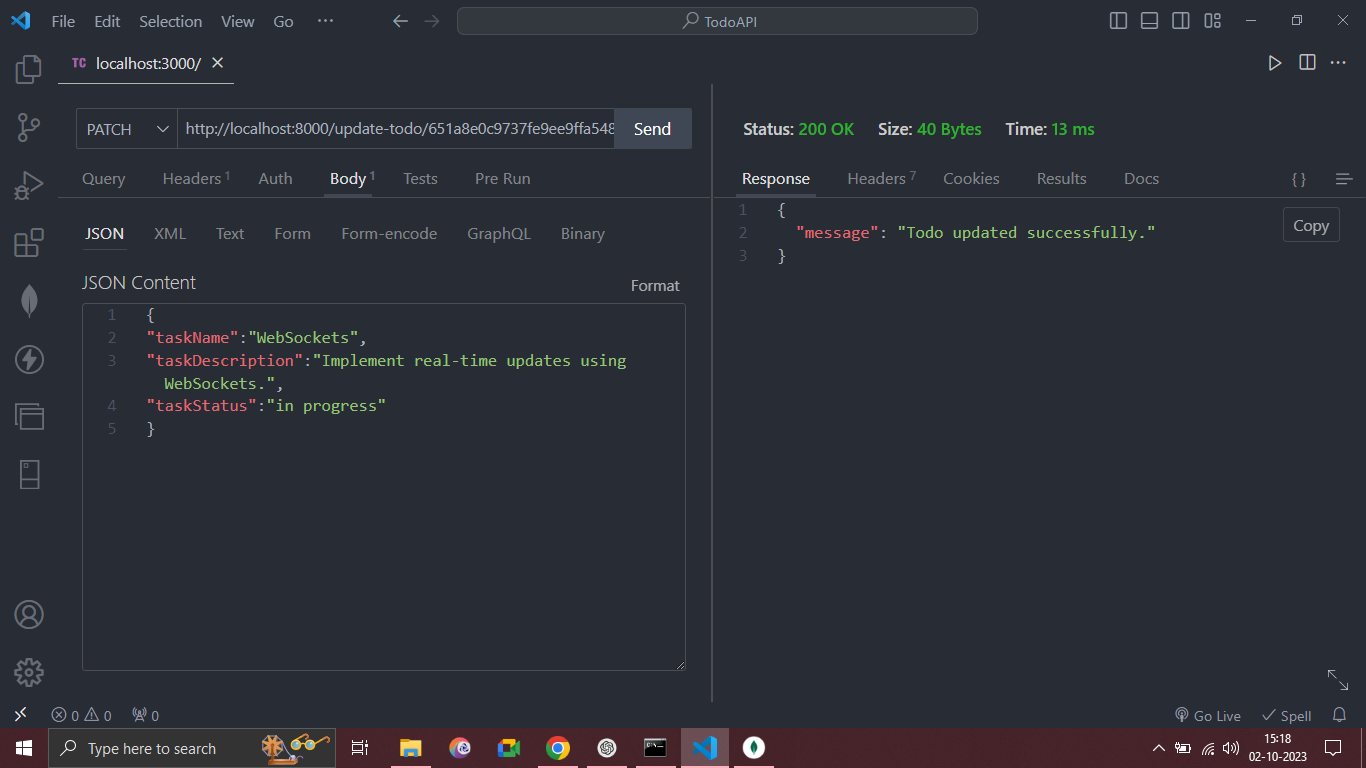 File Edit Selection View Go ···
TodoAPI
TC localhost:3000/
PATCH
http://localhost:8000/update-todo/651a8e0c9737fe9ee9ffa548
Send
Query Headers 1 Auth Body 1 Tests Pre Run
JSON XML Text Form Form-encode GraphQL Binary
JSON Content
Format
1 {
2 "taskName":"WebSockets",
3 "taskDescription":"Implement real-time updates using
WebSockets.",
4 "taskStatus":"in progress"
5 }
Status: 200 OK Size: 40 Bytes Time: 13 ms
Response Headers 7 Cookies Results Docs { }
1 {
2 "message": "Todo updated successfully."
3 }
Copy
0 0 0
Go Live Spell
Type here to search
15:18
02-10-2023